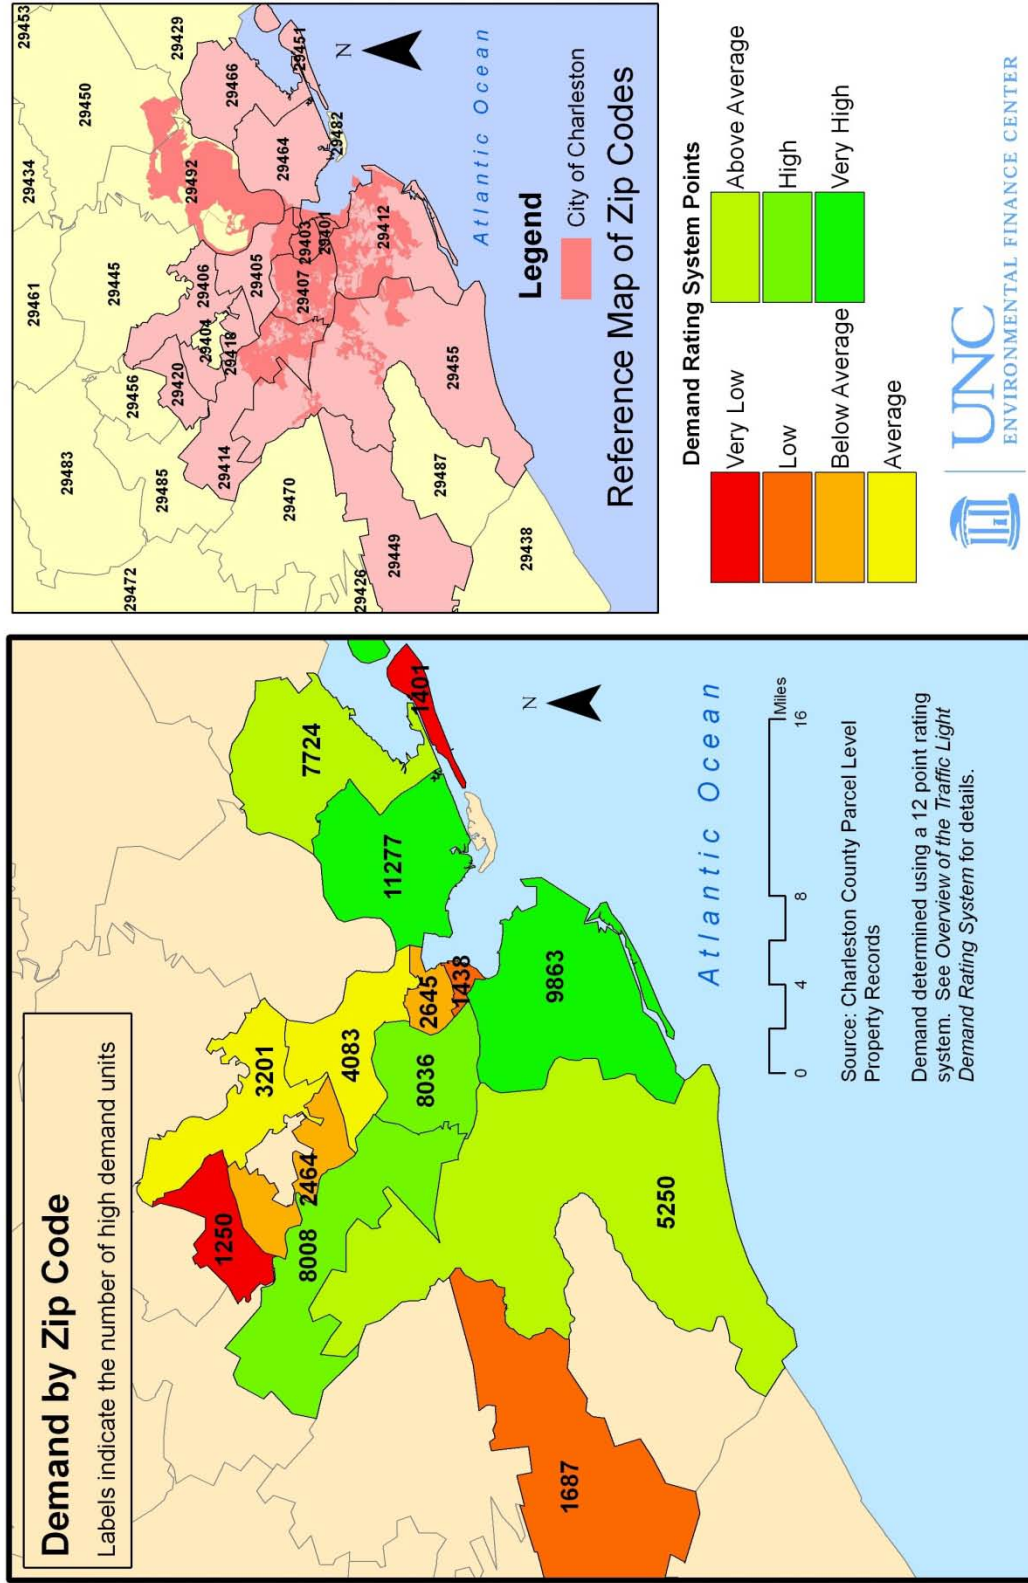 Demand by Zip Code
Labels indicate the number of high demand units
1250
3201
7724
2464
8008
4083
11277
1401
2645
1438
8036
9863
5250
1687
N
Atlantic Ocean
0 4 8 16
Miles
Source: Charleston County Parcel Level
Property Records
Demand determined using a 12 point rating
system. See Overview of the Traffic Light
Demand Rating System for details.
29453
29434
29461
29450
29429
29483
29456
29445
29492
29466
29472
29485
29420
29406
29404
29418
29405
29464
29451
29414
29403
29401
29407
29482
29470
29412
29426
29449
29455
29487
29438
N
Atlantic Ocean
Legend
City of Charleston
Reference Map of Zip Codes
Demand Rating System Points
Very Low
Low
Below Average
Average
Above Average
High
Very High
UNC
ENVIRONMENTAL FINANCE CENTER